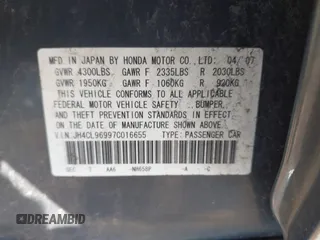 MFD. IN JAPAN BY HONDA MOTOR CO., LTD. 04/07
GVWR 4300LBS GAWR F 2335LBS R 2030LBS
GVWR 1950KG GAWR F 1060KG R 920KG
THIS VEHICLE CONFORMS TO ALL APPLICABLE
FEDERAL MOTOR VEHICLE SAFETY, BUMPER,
AND THEFT PREVENTION STANDARDS IN EFFECT
ON THE DATE OF MANUFACTURE SHOWN ABOVE.
V.I.N. JH4CL96997C016655 TYPE: PASSENGER CAR
AAA -A -C
DREAMBID